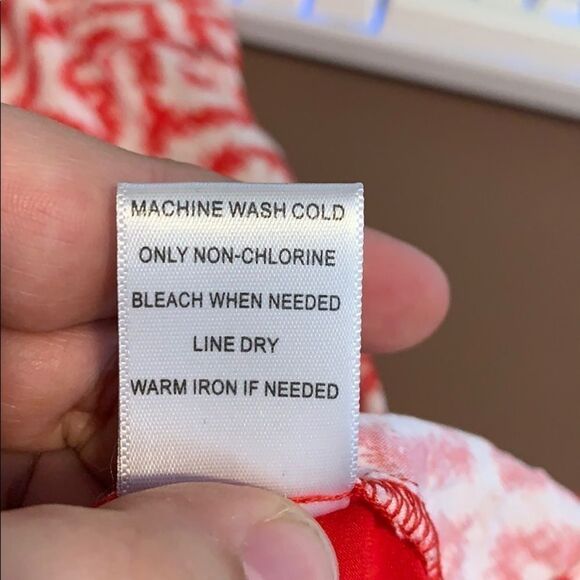 MACHINE WASH COLD
ONLY NON-CHLORINE
BLEACH WHEN NEEDED
LINE DRY
WARM IRON IF NEEDED